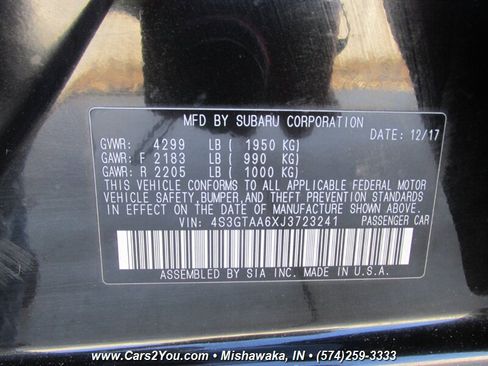 MFD BY SUBARU CORPORATION
DATE: 12/17
GVWR: 4299 LB ( 1950 KG)
GAWR: F 2183 LB ( 990 KG)
GAWR: R 2205 LB ( 1000 KG)
THIS VEHICLE CONFORMS TO ALL APPLICABLE FEDERAL MOTOR
VEHICLE SAFETY, BUMPER, AND THEFT PREVENTION STANDARDS
IN EFFECT ON THE DATE OF MANUFACTURE SHOWN ABOVE.
VIN: 4S3GTAA6XJ3723241 PASSENGER CAR
ASSEMBLED BY SIA INC. MADE IN U.S.A.
www.Cars2You.com - Mishawaka, IN - (574)259-3333